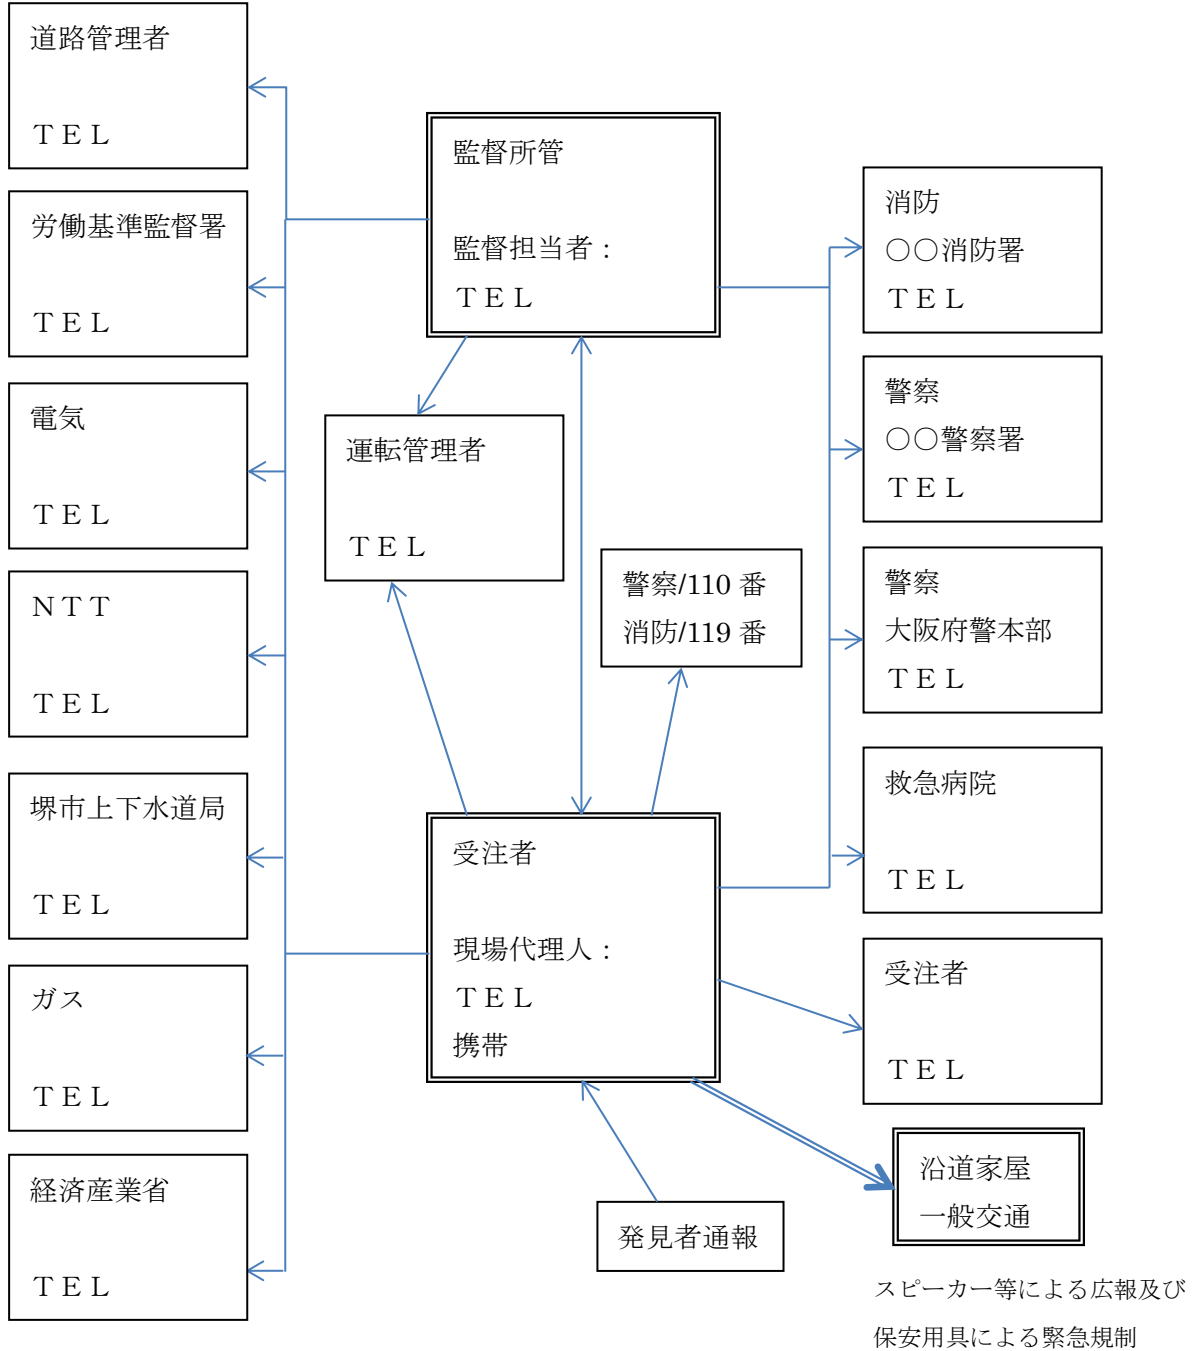 道路管理者
ＴＥＬ
労働基準監督署
ＴＥＬ
電気
ＴＥＬ
ＮＴＴ
ＴＥＬ
堺市上下水道局
ＴＥＬ
ガス
ＴＥＬ
経済産業省
ＴＥＬ
監督所管
監督担当者：
ＴＥＬ
運転管理者
ＴＥＬ
警察/110 番
消防/119 番
受注者
現場代理人：
ＴＥＬ
携帯
発見者通報
消防
○○消防署
ＴＥＬ
警察
○○警察署
ＴＥＬ
警察
大阪府警本部
ＴＥＬ
救急病院
ＴＥＬ
受注者
ＴＥＬ
沿道家屋
一般交通
スピーカー等による広報及び
保安用具による緊急規制